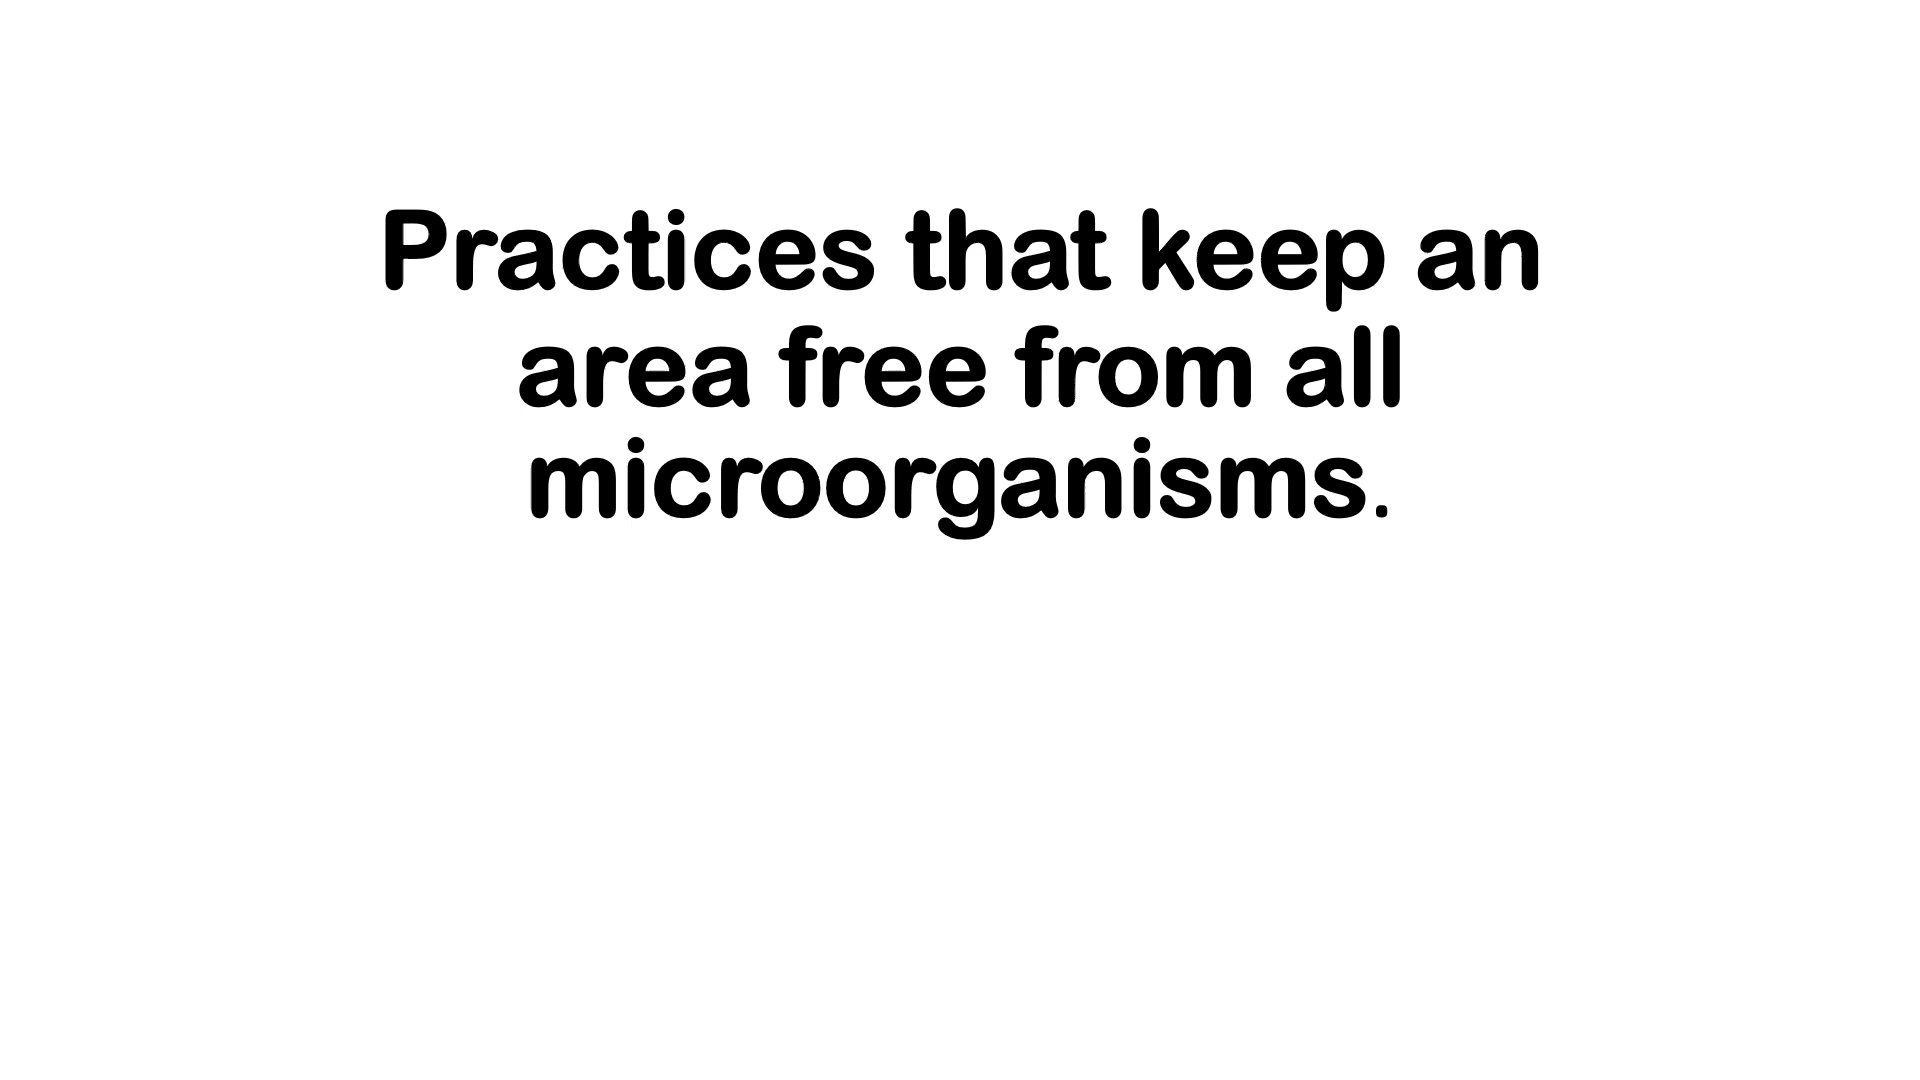 Practices that keep an
area free from all
microorganisms.